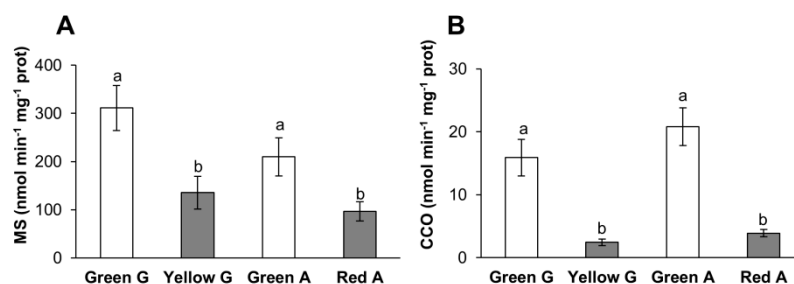 A
MS (nmol min⁻¹ mg⁻¹ prot)
400
300
200
100
0
a
b
a
b
Green G Yellow G Green A Red A
B
CCO (nmol min⁻¹ mg⁻¹ prot)
30
20
10
0
a
b
a
b
Green G Yellow G Green A Red A